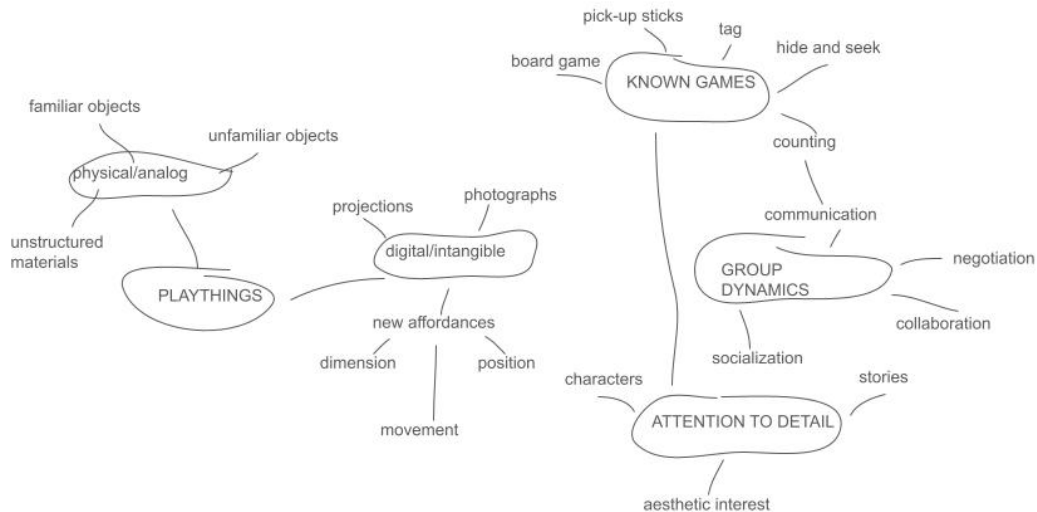 pick-up sticks
tag
hide and seek
board game
KNOWN GAMES
familiar objects
unfamiliar objects
physical/analog
counting
projections
photographs
communication
unstructured
materials
digital/intangible
GROUP
DYNAMICS
negotiation
PLAYTHINGS
new affordances
collaboration
dimension
position
socialization
characters
stories
movement
ATTENTION TO DETAIL
aesthetic interest